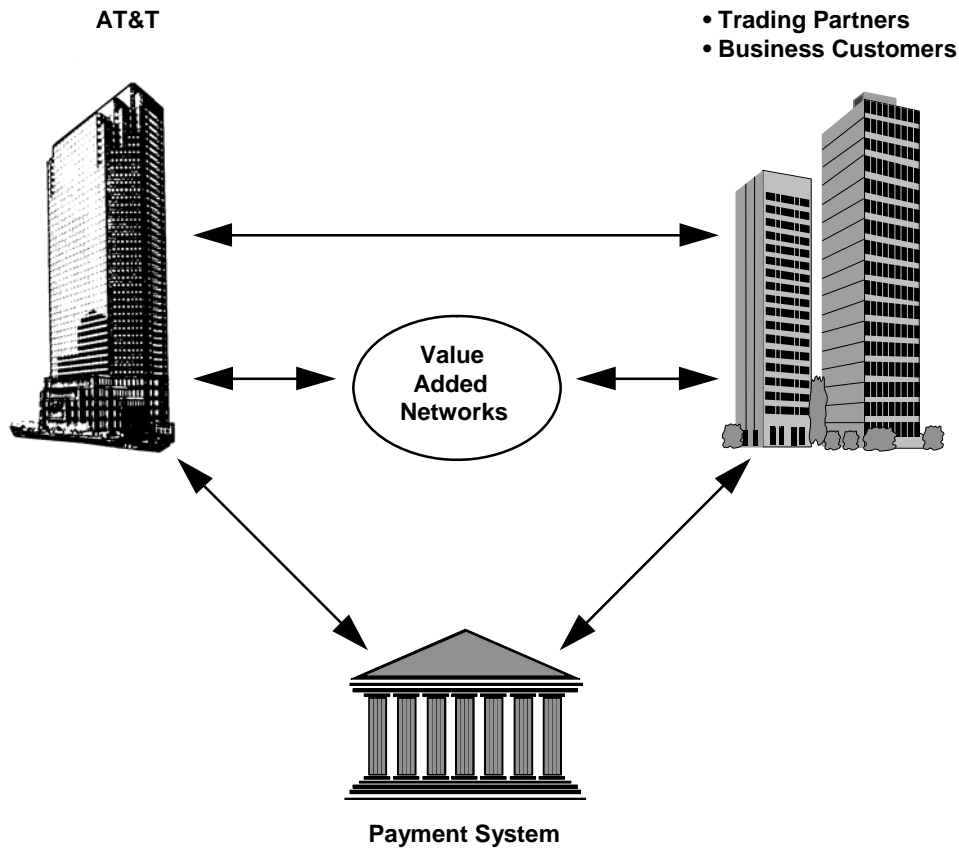 AT&T
• Trading Partners
• Business Customers
Value
Added
Networks
Payment System